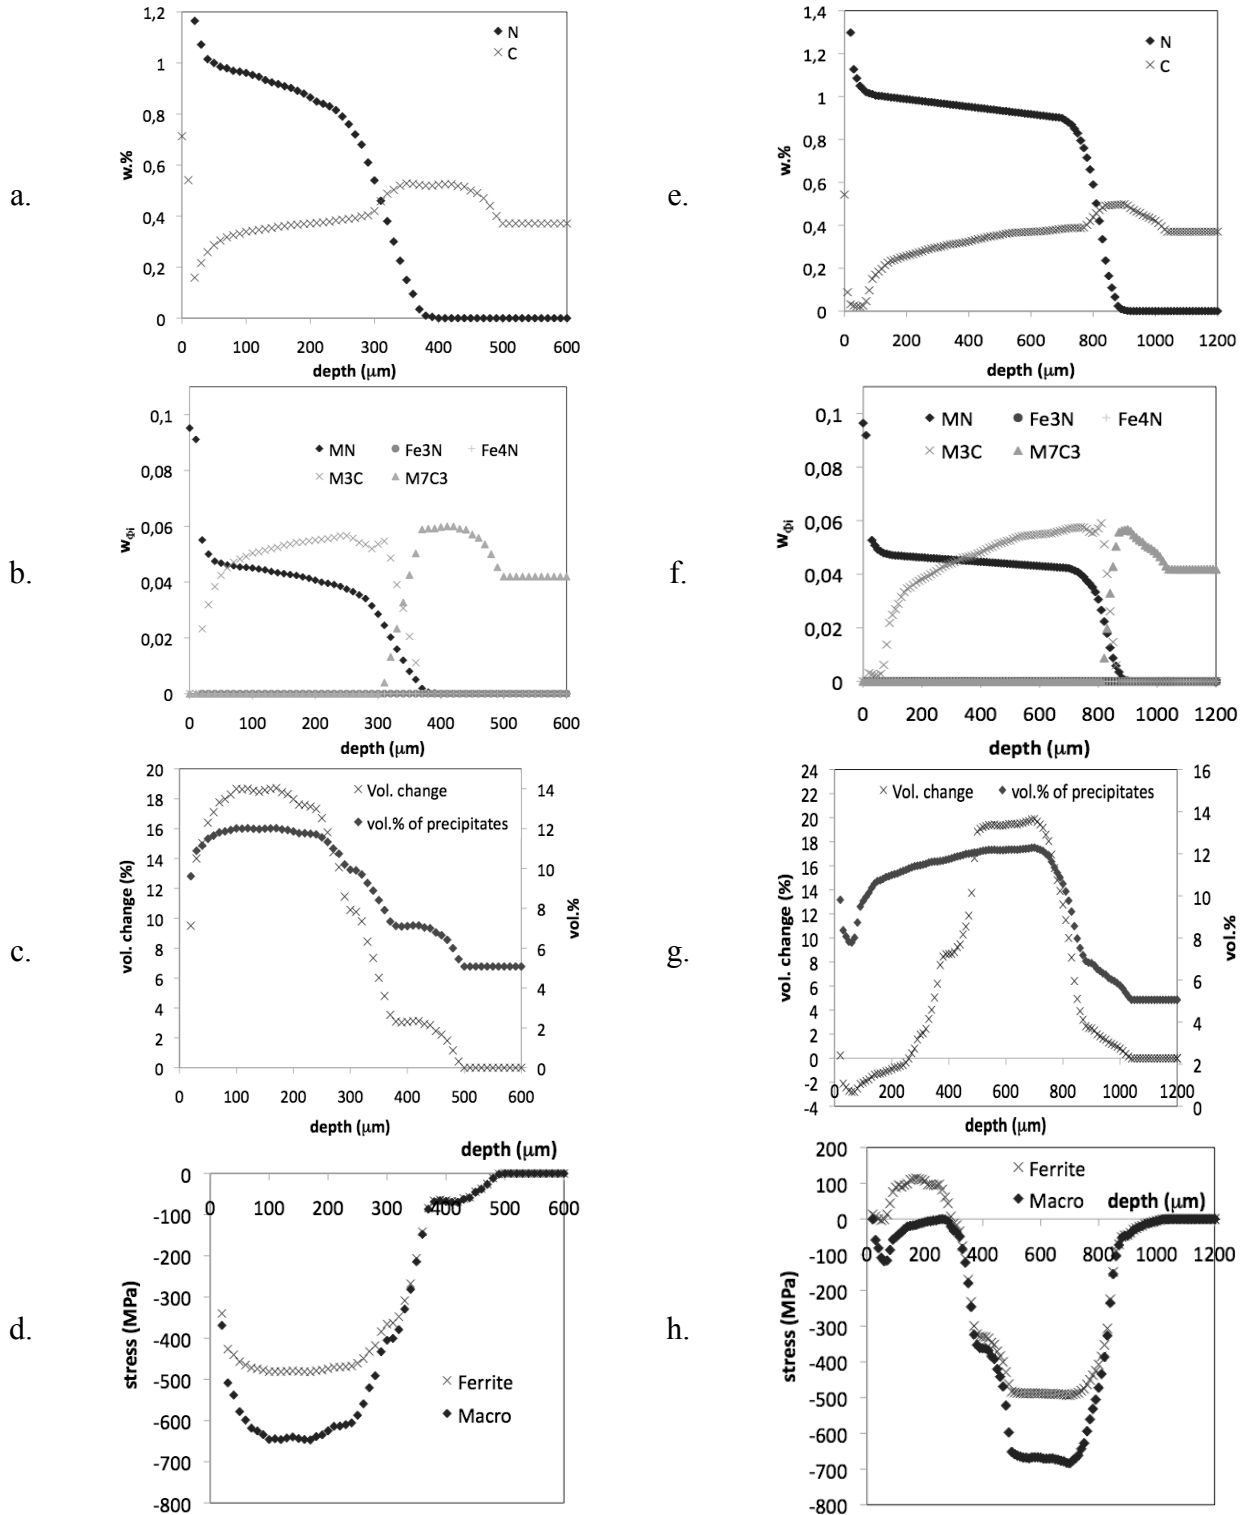 a.
1,2
1
0,8
0,6
0,4
0,2
0
w.%
N
C
0 100 200 300 400 500 600
depth (μm)
e.
1,4
1,2
1
0,8
0,6
0,4
0,2
0
w.%
N
C
0 200 400 600 800 1000 1200
depth (μm)
b.
0,1
0,08
0,06
0,04
0,02
0
wΦi
MN Fe3N Fe4N
M3C M7C3
0 100 200 300 400 500 600
depth (μm)
f.
0,1
0,08
0,06
0,04
0,02
0
wΦi
MN Fe3N Fe4N
M3C M7C3
0 200 400 600 800 1000 1200
depth (μm)
c.
20
18
16
14
12
10
8
6
4
2
0
vol. change (%)
Vol. change
vol.% of precipitates
14
12
10
8
6
4
2
0
vol.%
0 100 200 300 400 500 600
depth (μm)
g.
24
22
20
18
16
14
12
10
8
6
4
2
0
-2
-4
vol. change (%)
Vol. change vol.% of precipitates
16
14
12
10
8
6
4
2
0
vol.%
0 200 400 600 800 1000 1200
depth (μm)
d.
depth (μm)
0
-100
-200
-300
-400
-500
-600
-700
-800
stress (MPa)
0 100 200 300 400 500 600
Ferrite
Macro
h.
200
100
0
-100
-200
-300
-400
-500
-600
-700
-800
stress (MPa)
Ferrite
Macro
depth (μm)
0 200 400 600 800 1000 1200